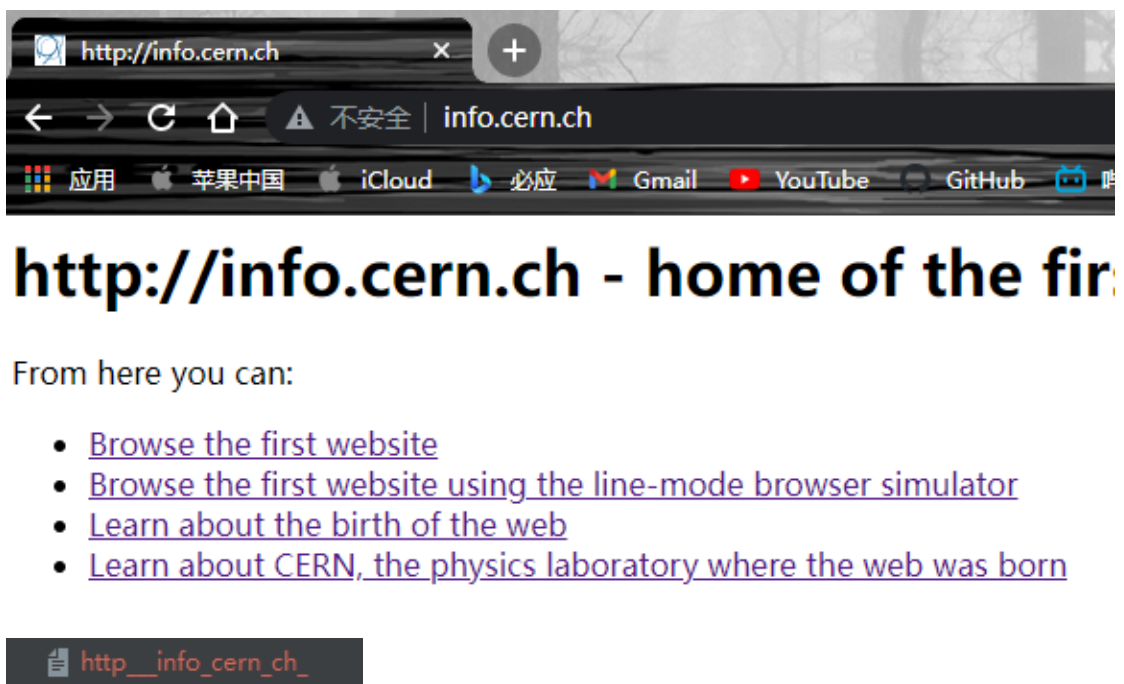 http://info.cern.ch
不安全 info.cern.ch
应用 苹果中国 iCloud 必应 Gmail YouTube GitHub
http://info.cern.ch - home of the
From here you can:
Browse the first website
Browse the first website using the line-mode browser simulator
Learn about the birth of the web
Learn about CERN, the physics laboratory where the web was born
http__info_cern_ch_